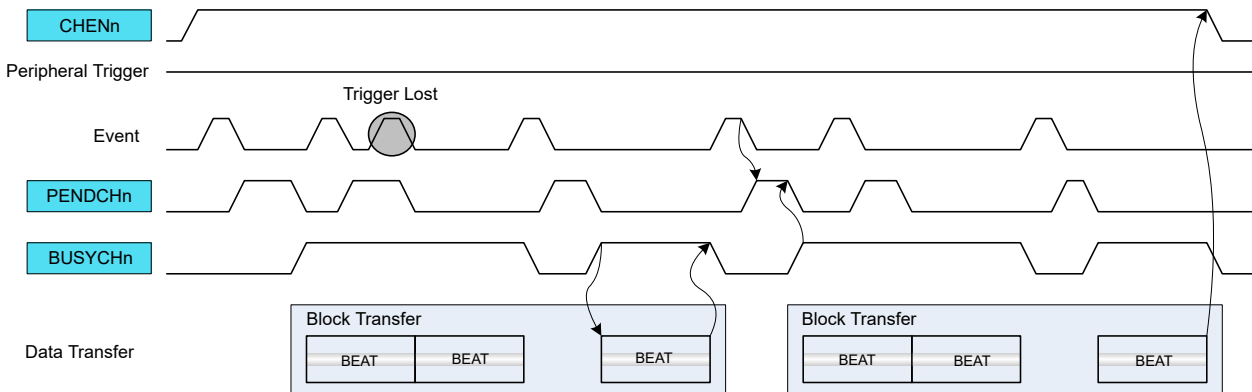 CHENn
Peripheral Trigger
Trigger Lost
Event
PENDCHn
BUSYCHn
Block Transfer
Block Transfer
Data Transfer
BEAT
BEAT
BEAT
BEAT
BEAT
BEAT